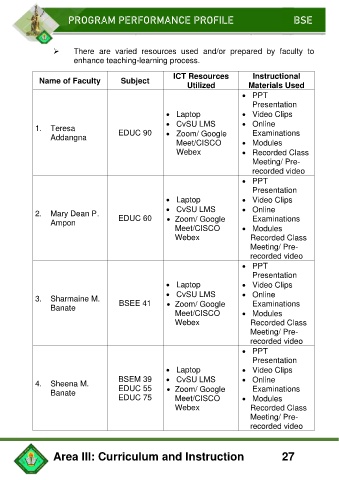 PROGRAM PERFORMANCE PROFILE BSE
➢ There are varied resources used and/or prepared by faculty to
enhance teaching-learning process.
Name of Faculty Subject ICT Resources Utilized Instructional Materials Used
1. Teresa
Addangna
EDUC 90
• Laptop
• CvSU LMS
• Zoom/ Google
Meet/CISCO
Webex
• PPT
Presentation
• Video Clips
• Online
Examinations
• Modules
• Recorded Class
Meeting/ Pre-
recorded video
2. Mary Dean P.
Ampon
EDUC 60
• Laptop
• CvSU LMS
• Zoom/ Google
Meet/CISCO
Webex
• PPT
Presentation
• Video Clips
• Online
Examinations
• Modules
Recorded Class
Meeting/ Pre-
recorded video
3. Sharmaine M.
Banate
BSEE 41
• Laptop
• CvSU LMS
• Zoom/ Google
Meet/CISCO
Webex
• PPT
Presentation
• Video Clips
• Online
Examinations
• Modules
Recorded Class
Meeting/ Pre-
recorded video
4. Sheena M.
Banate
BSEM 39
EDUC 55
EDUC 75
• Laptop
• CvSU LMS
• Zoom/ Google
Meet/CISCO
Webex
• PPT
Presentation
• Video Clips
• Online
Examinations
• Modules
Recorded Class
Meeting/ Pre-
recorded video
Area III: Curriculum and Instruction 27